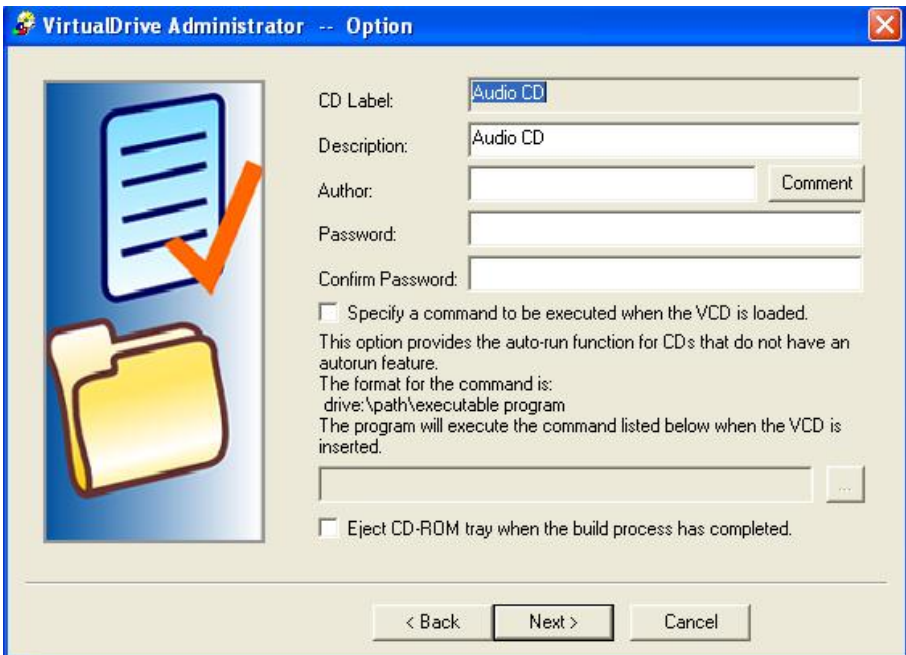 VirtualDrive Administrator -- Option
CD Label: Audio CD
Description: Audio CD
Author: Comment
Password:
Confirm Password:
Specify a command to be executed when the VCD is loaded.
This option provides the auto-run function for CDs that do not have an
autorun feature.
The format for the command is:
drive:\path\executable program
The program will execute the command listed below when the VCD is
inserted.
...
Eject CD-ROM tray when the build process has completed.
< Back Next > Cancel